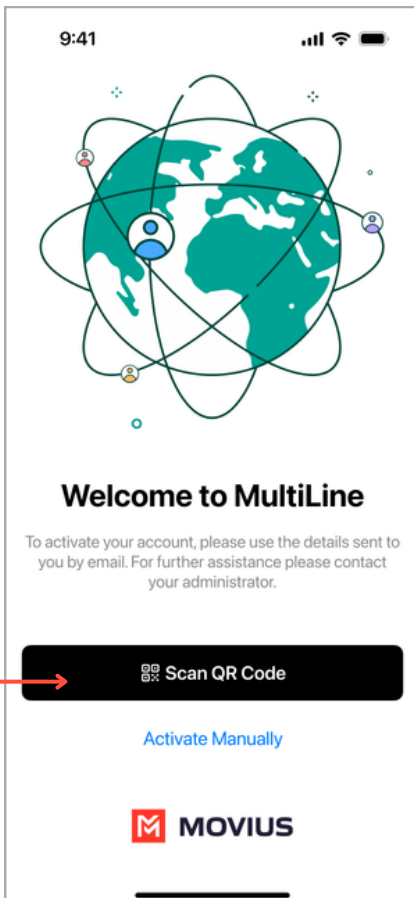 9:41
Welcome to MultiLine
To activate your account, please use the details sent to
you by email. For further assistance please contact
your administrator.
Scan QR Code
Activate Manually
MOVIUS